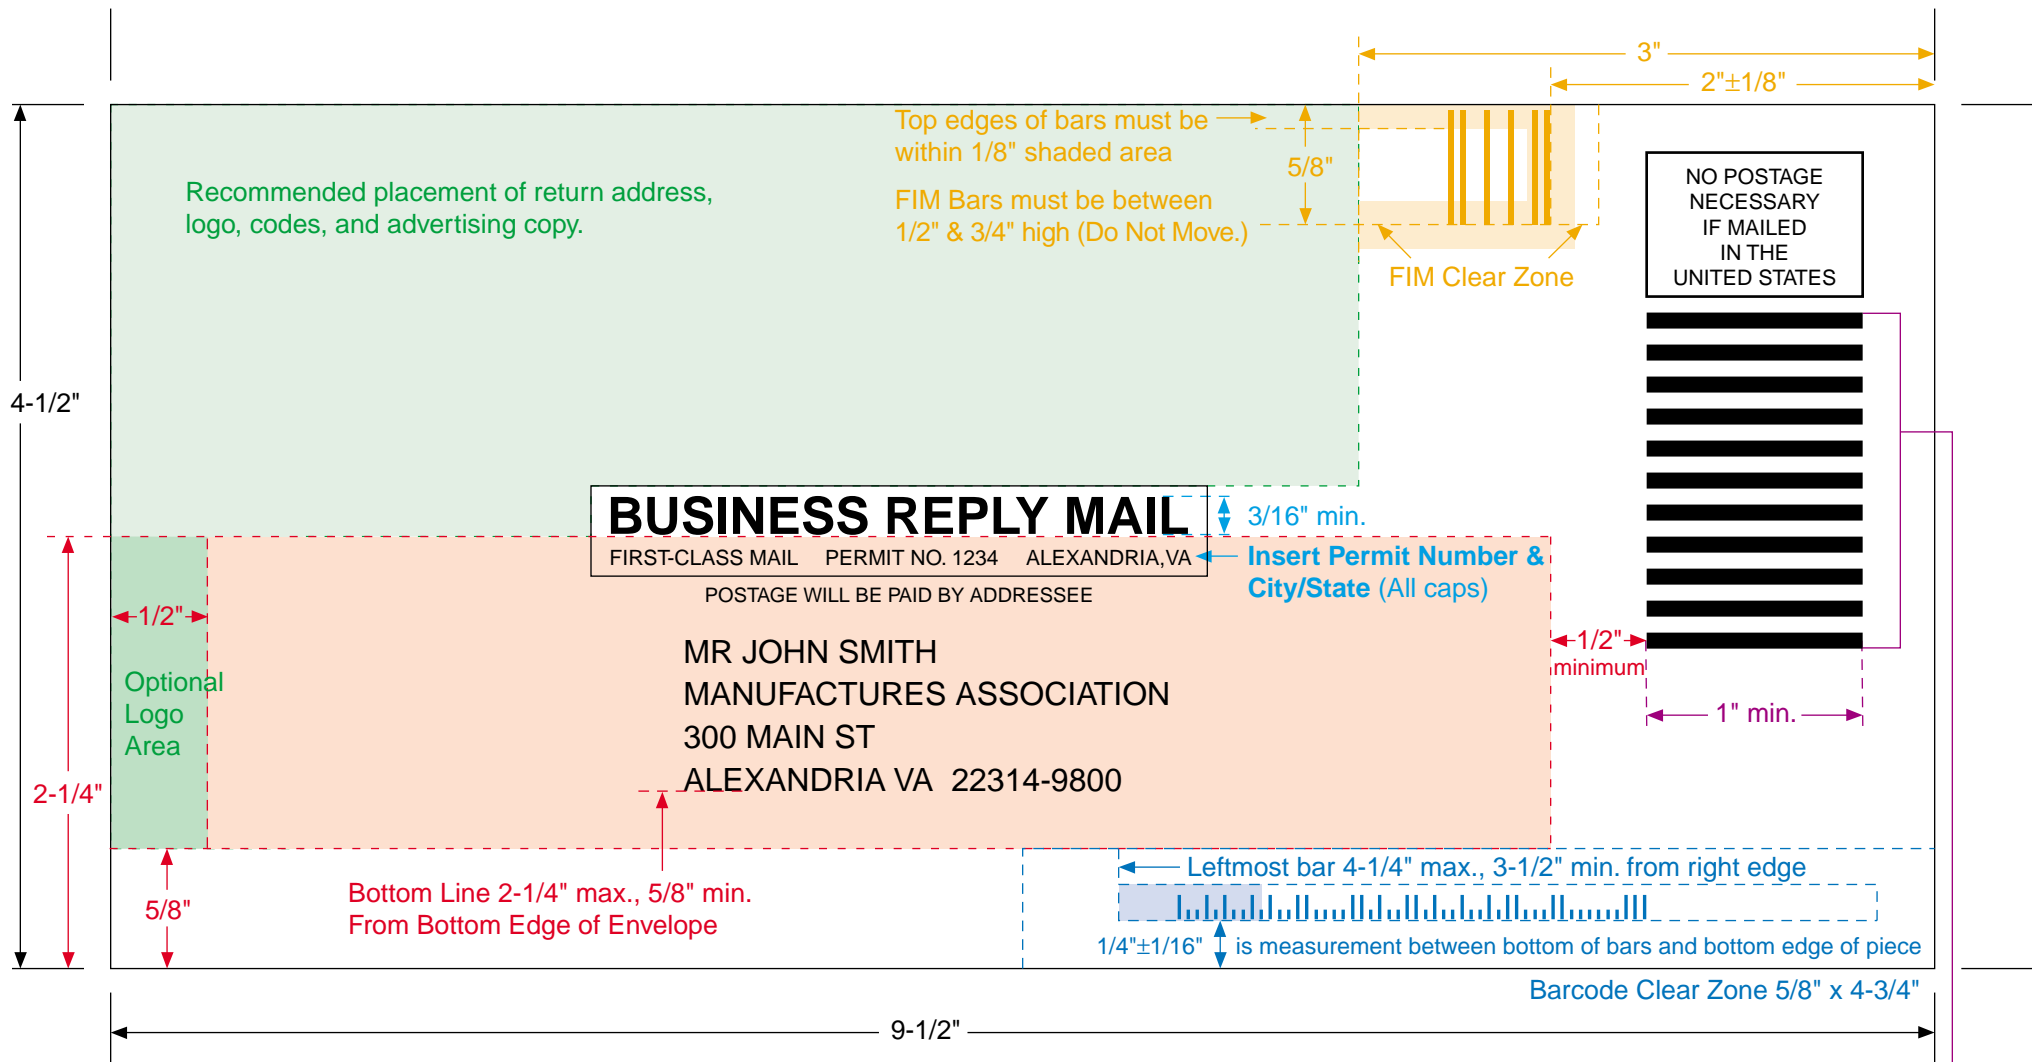 3"
2"±1/8"
Top edges of bars must be
within 1/8" shaded area
5/8"
FIM Bars must be between
1/2" & 3/4" high (Do Not Move.)
FIM Clear Zone
Recommended placement of return address,
logo, codes, and advertising copy.
NO POSTAGE
NECESSARY
IF MAILED
IN THE
UNITED STATES
4-1/2"
BUSINESS REPLY MAIL
3/16" min.
FIRST-CLASS MAIL PERMIT NO. 1234 ALEXANDRIA,VA
Insert Permit Number &
City/State (All caps)
POSTAGE WILL BE PAID BY ADDRESSEE
1/2"
Optional
Logo
Area
MR JOHN SMITH
MANUFACTURES ASSOCIATION
300 MAIN ST
ALEXANDRIA VA 22314-9800
1/2"
minimum
1" min.
2-1/4"
5/8"
Bottom Line 2-1/4" max., 5/8" min.
From Bottom Edge of Envelope
Leftmost bar 4-1/4" max., 3-1/2" min. from right edge
1/4"±1/16" is measurement between bottom of bars and bottom edge of piece
Barcode Clear Zone 5/8" x 4-3/4"
9-1/2"